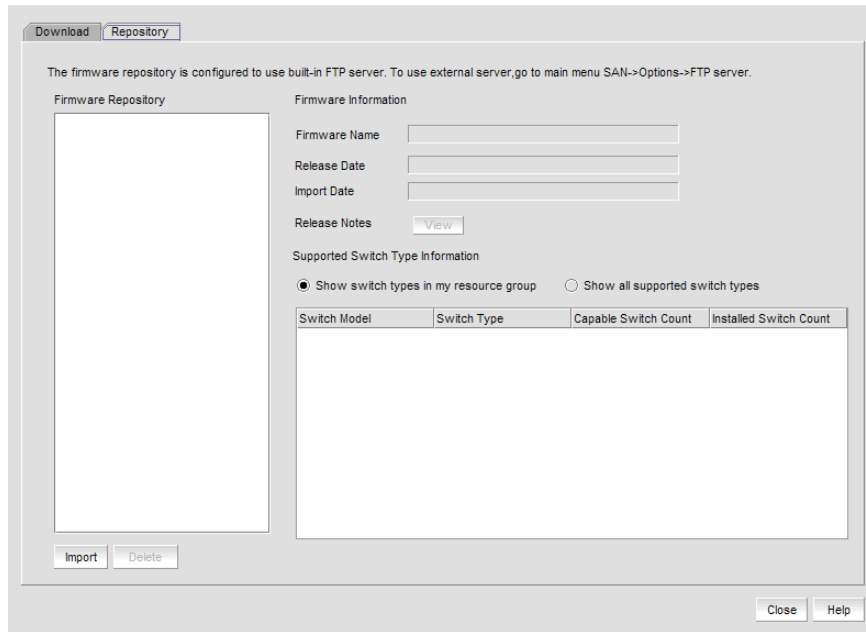 Download Repository
The firmware repository is configured to use built-in FTP server. To use external server,go to main menu SAN->Options->FTP server.
Firmware Repository
Firmware Information
Firmware Name
Release Date
Import Date
Release Notes View
Supported Switch Type Information
Show switch types in my resource group Show all supported switch types
Switch Model Switch Type Capable Switch Count Installed Switch Count
Import Delete
Close Help